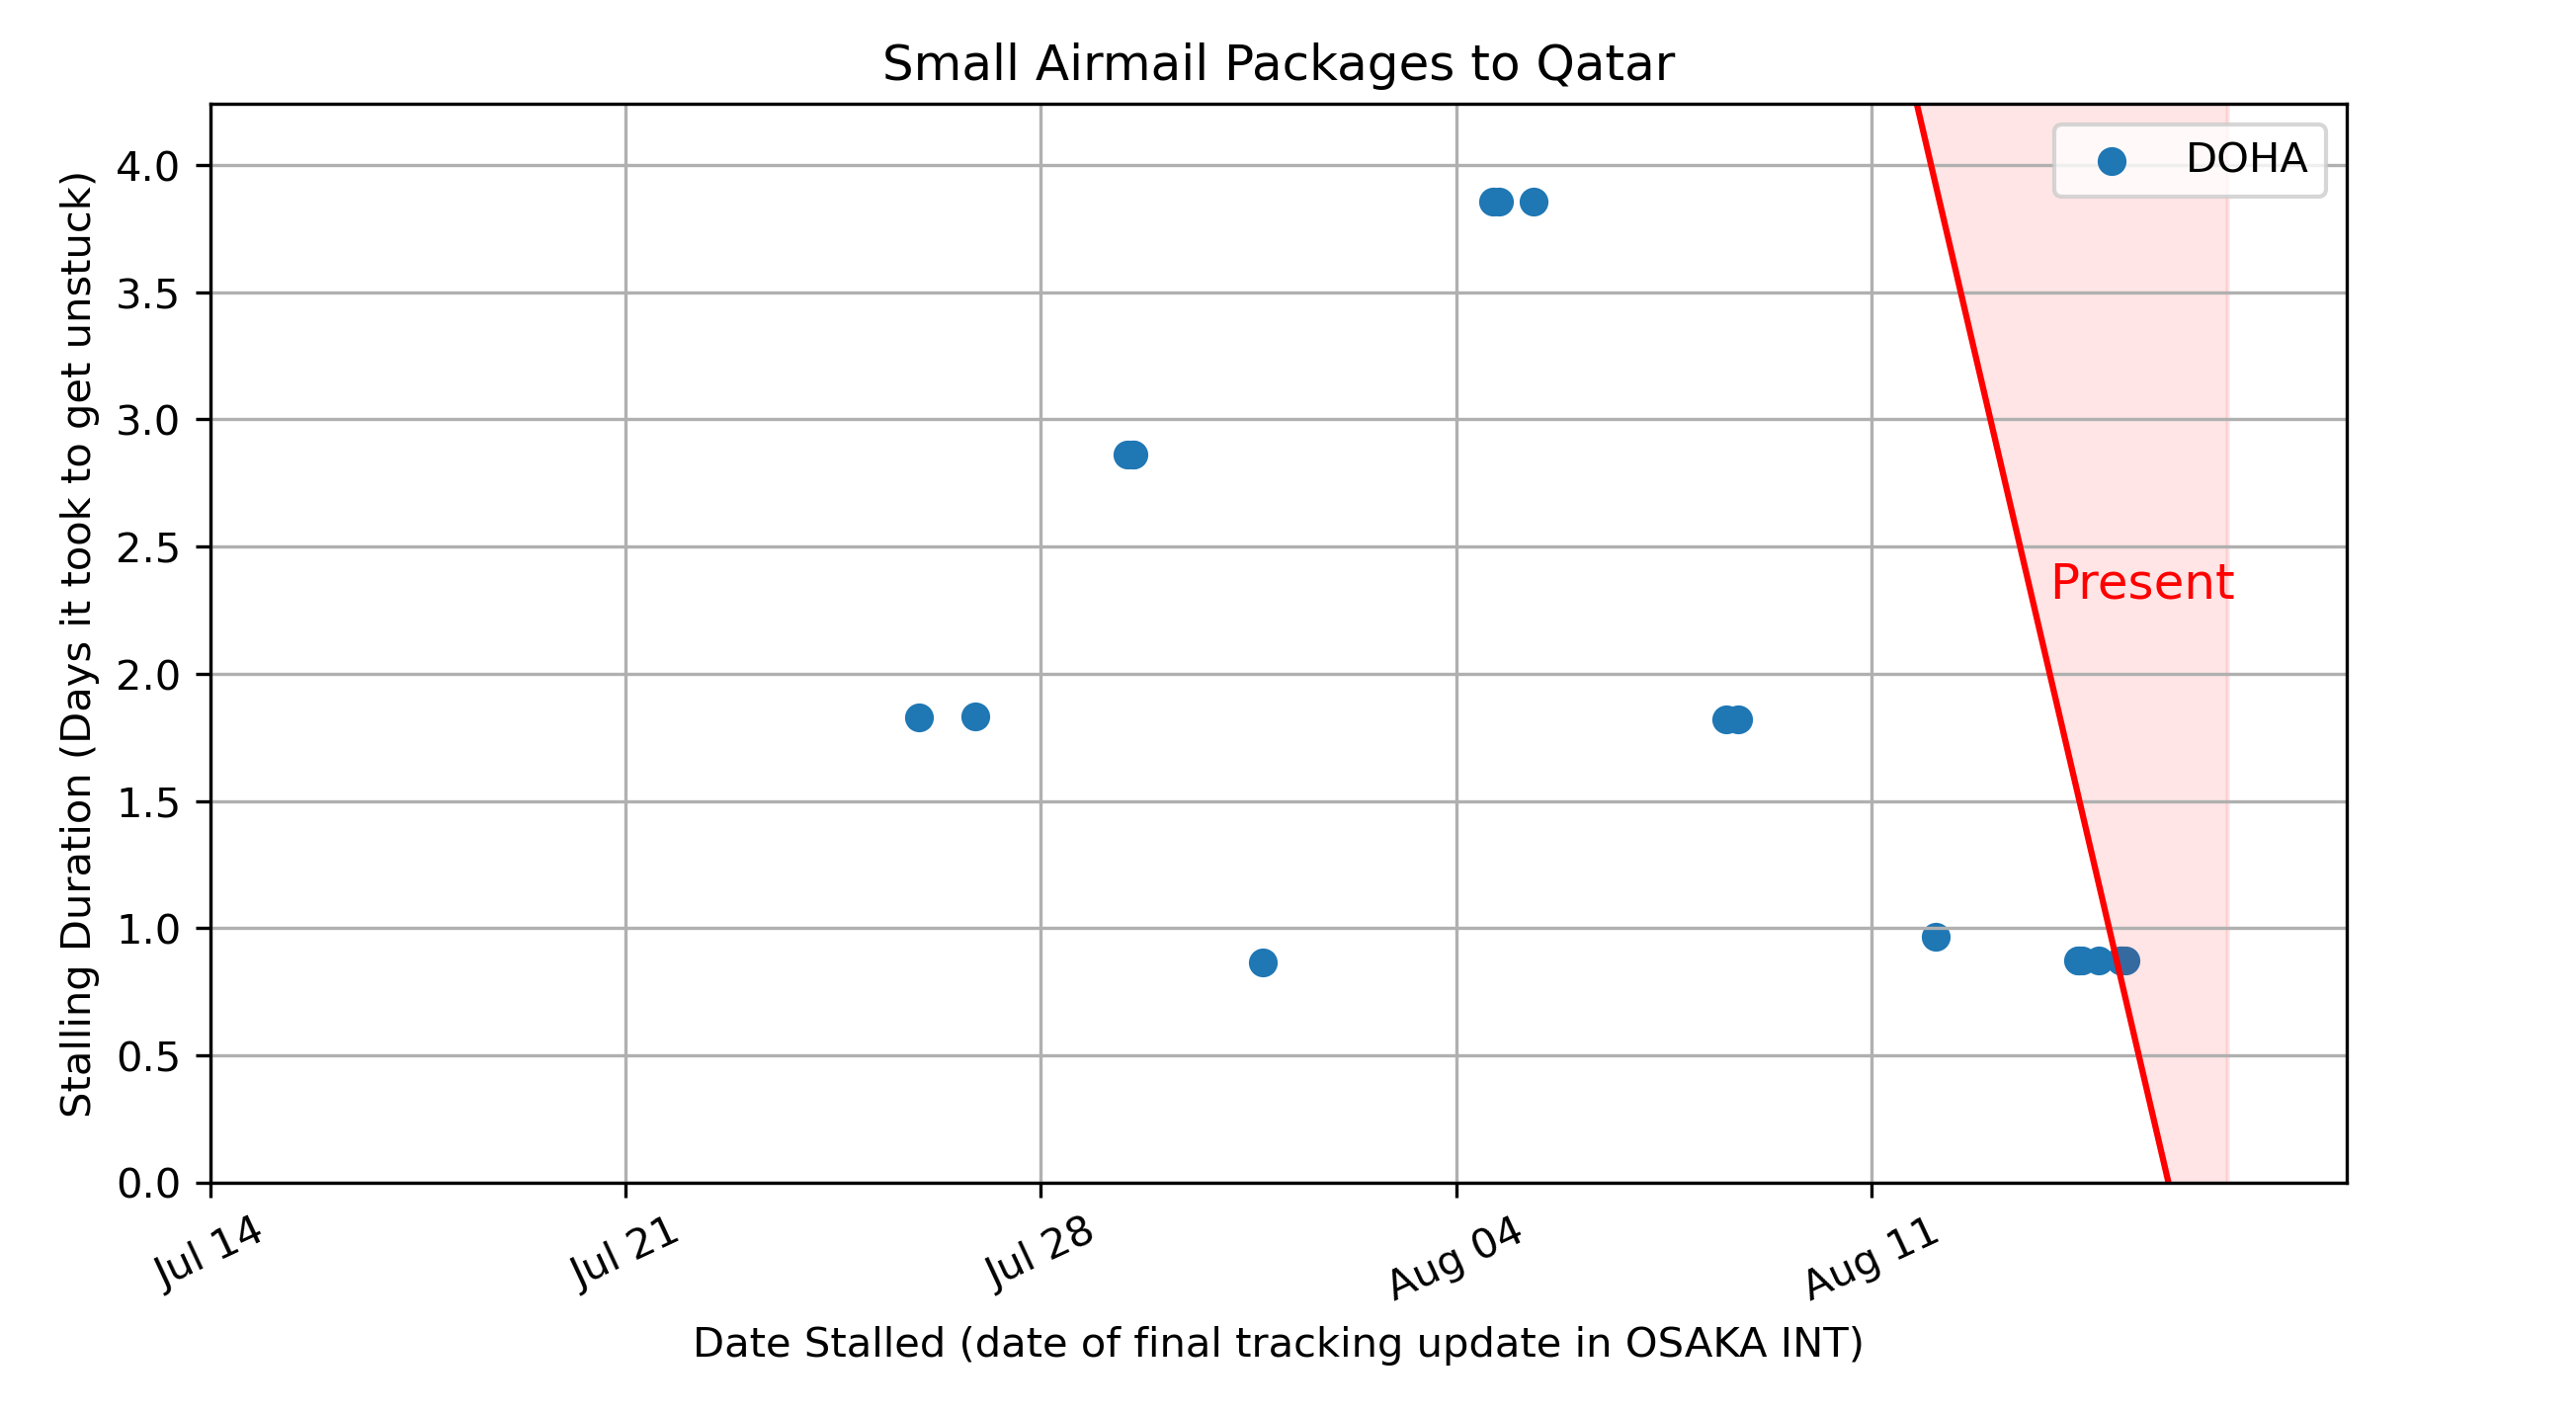 Small Airmail Packages to Qatar
DOHA
Present
Stalling Duration (Days it took to get unstuck)
4.0
3.5
3.0
2.5
2.0
1.5
1.0
0.5
0.0
Jul 14
Jul 21
Jul 28
Aug 04
Aug 11
Date Stalled (date of final tracking update in OSAKA INT)